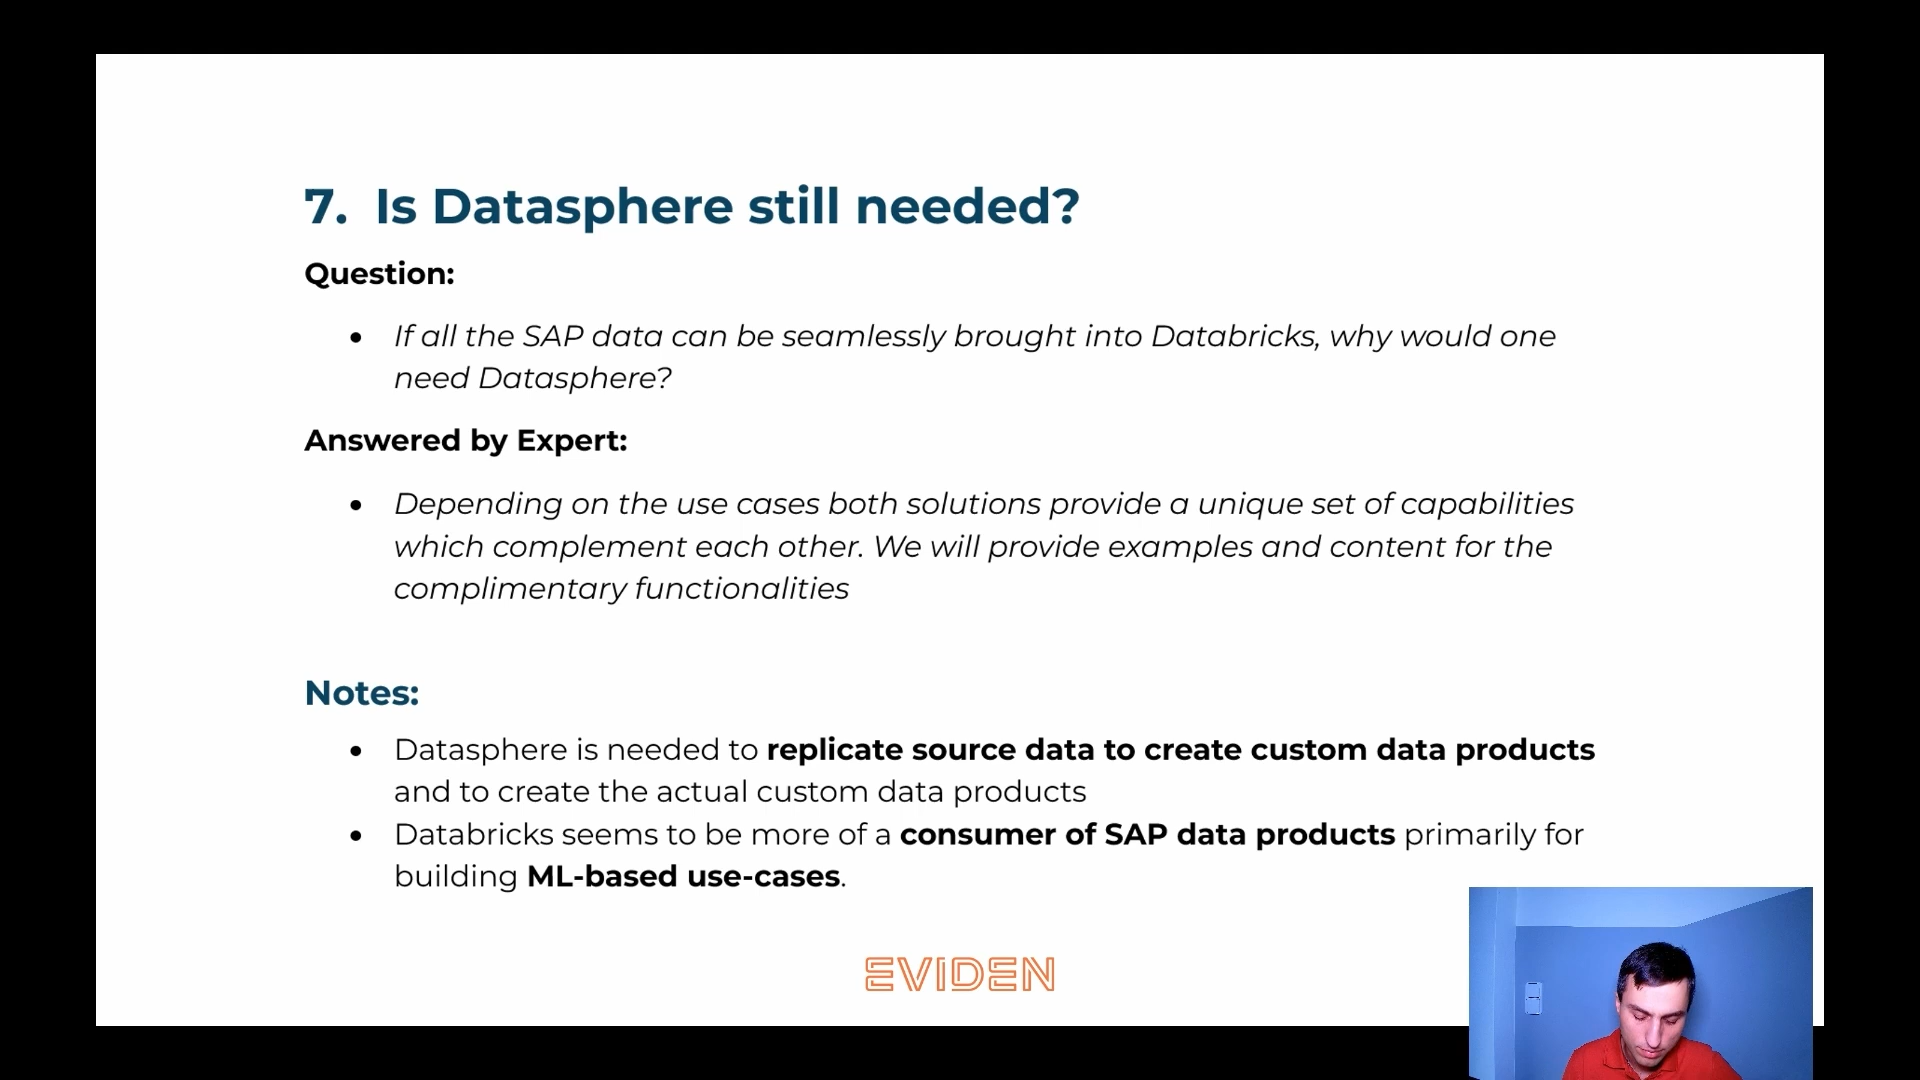 7. Is Datasphere still needed?
Question:
• If all the SAP data can be seamlessly brought into Databricks, why would one
need Datasphere?
Answered by Expert:
• Depending on the use cases both solutions provide a unique set of capabilities
which complement each other. We will provide examples and content for the
complimentary functionalities
Notes:
• Datasphere is needed to replicate source data to create custom data products
and to create the actual custom data products
• Databricks seems to be more of a consumer of SAP data products primarily for
building ML-based use-cases.
EVIDEN